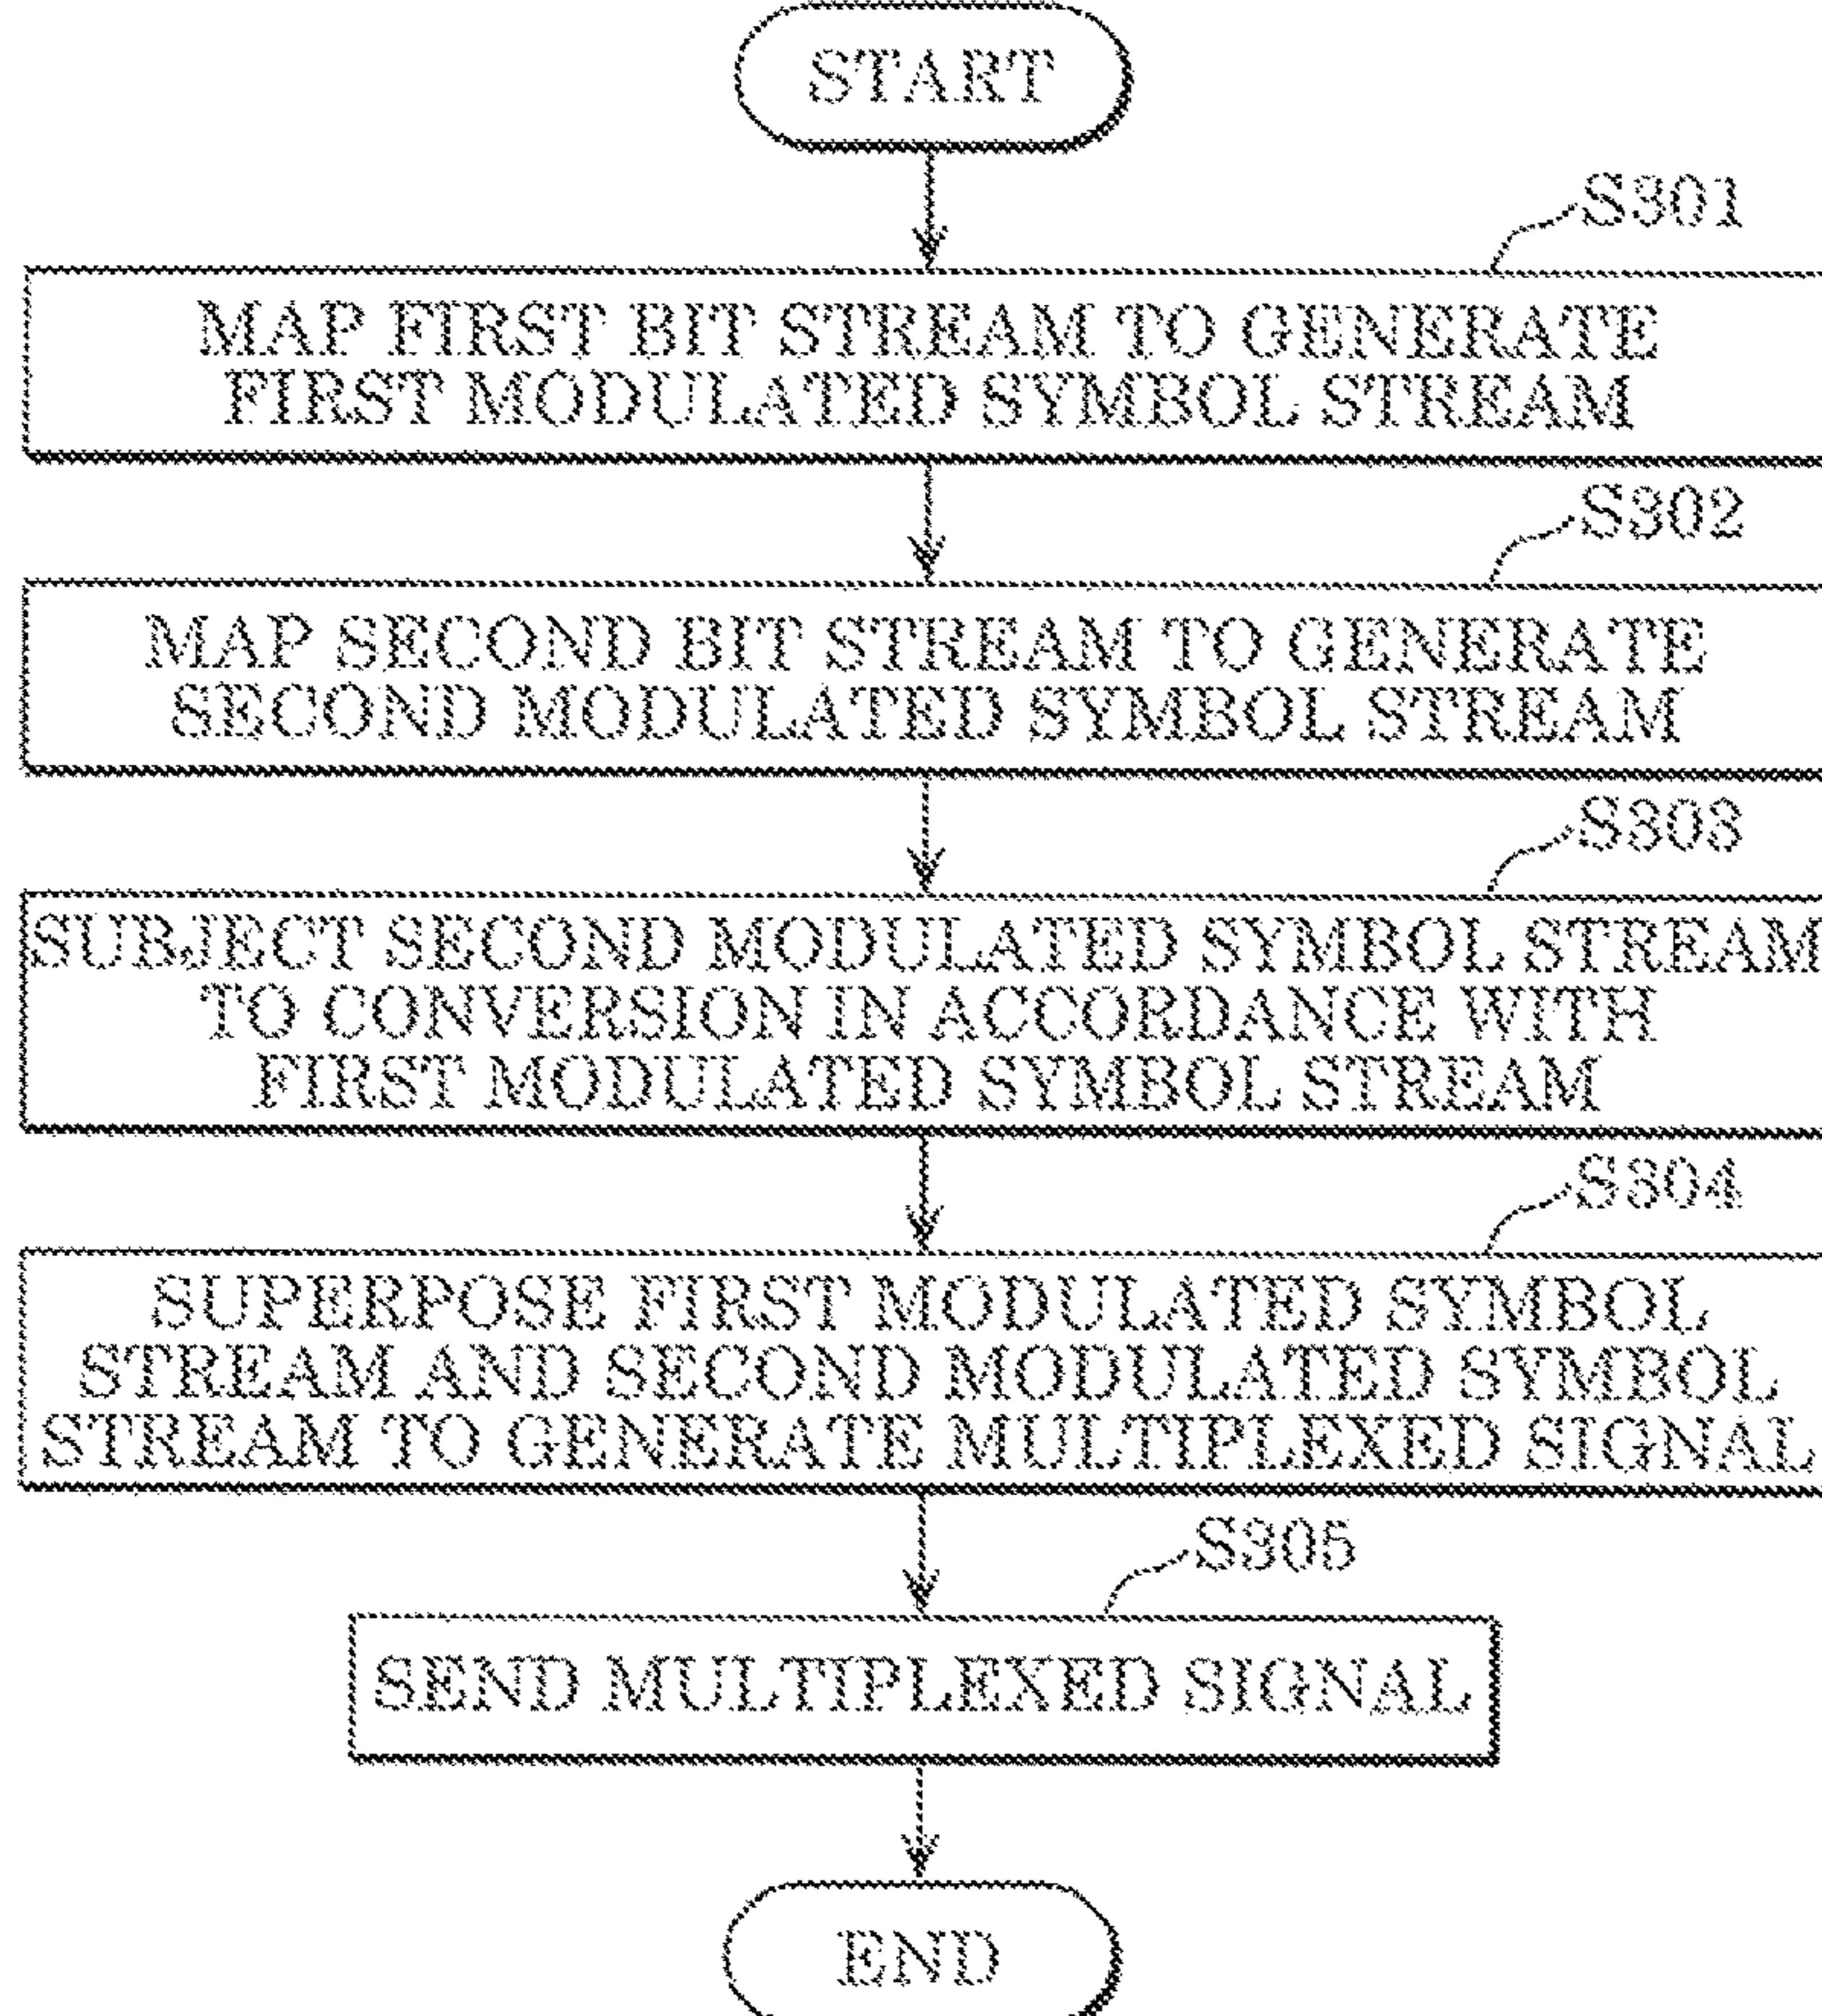 START
S301
MAP FIRST BIT STREAM TO GENERATE
FIRST MODULATED SYMBOL STREAM
S302
MAP SECOND BIT STREAM TO GENERATE
SECOND MODULATED SYMBOL STREAM
S303
SUBJECT SECOND MODULATED SYMBOL STREAM
TO CONVERSION IN ACCORDANCE WITH
FIRST MODULATED SYMBOL STREAM
S304
SUPERPOSE FIRST MODULATED SYMBOL
STREAM AND SECOND MODULATED SYMBOL
STREAM TO GENERATE MULTIPLEXED SIGNAL
S305
SEND MULTIPLEXED SIGNAL
END